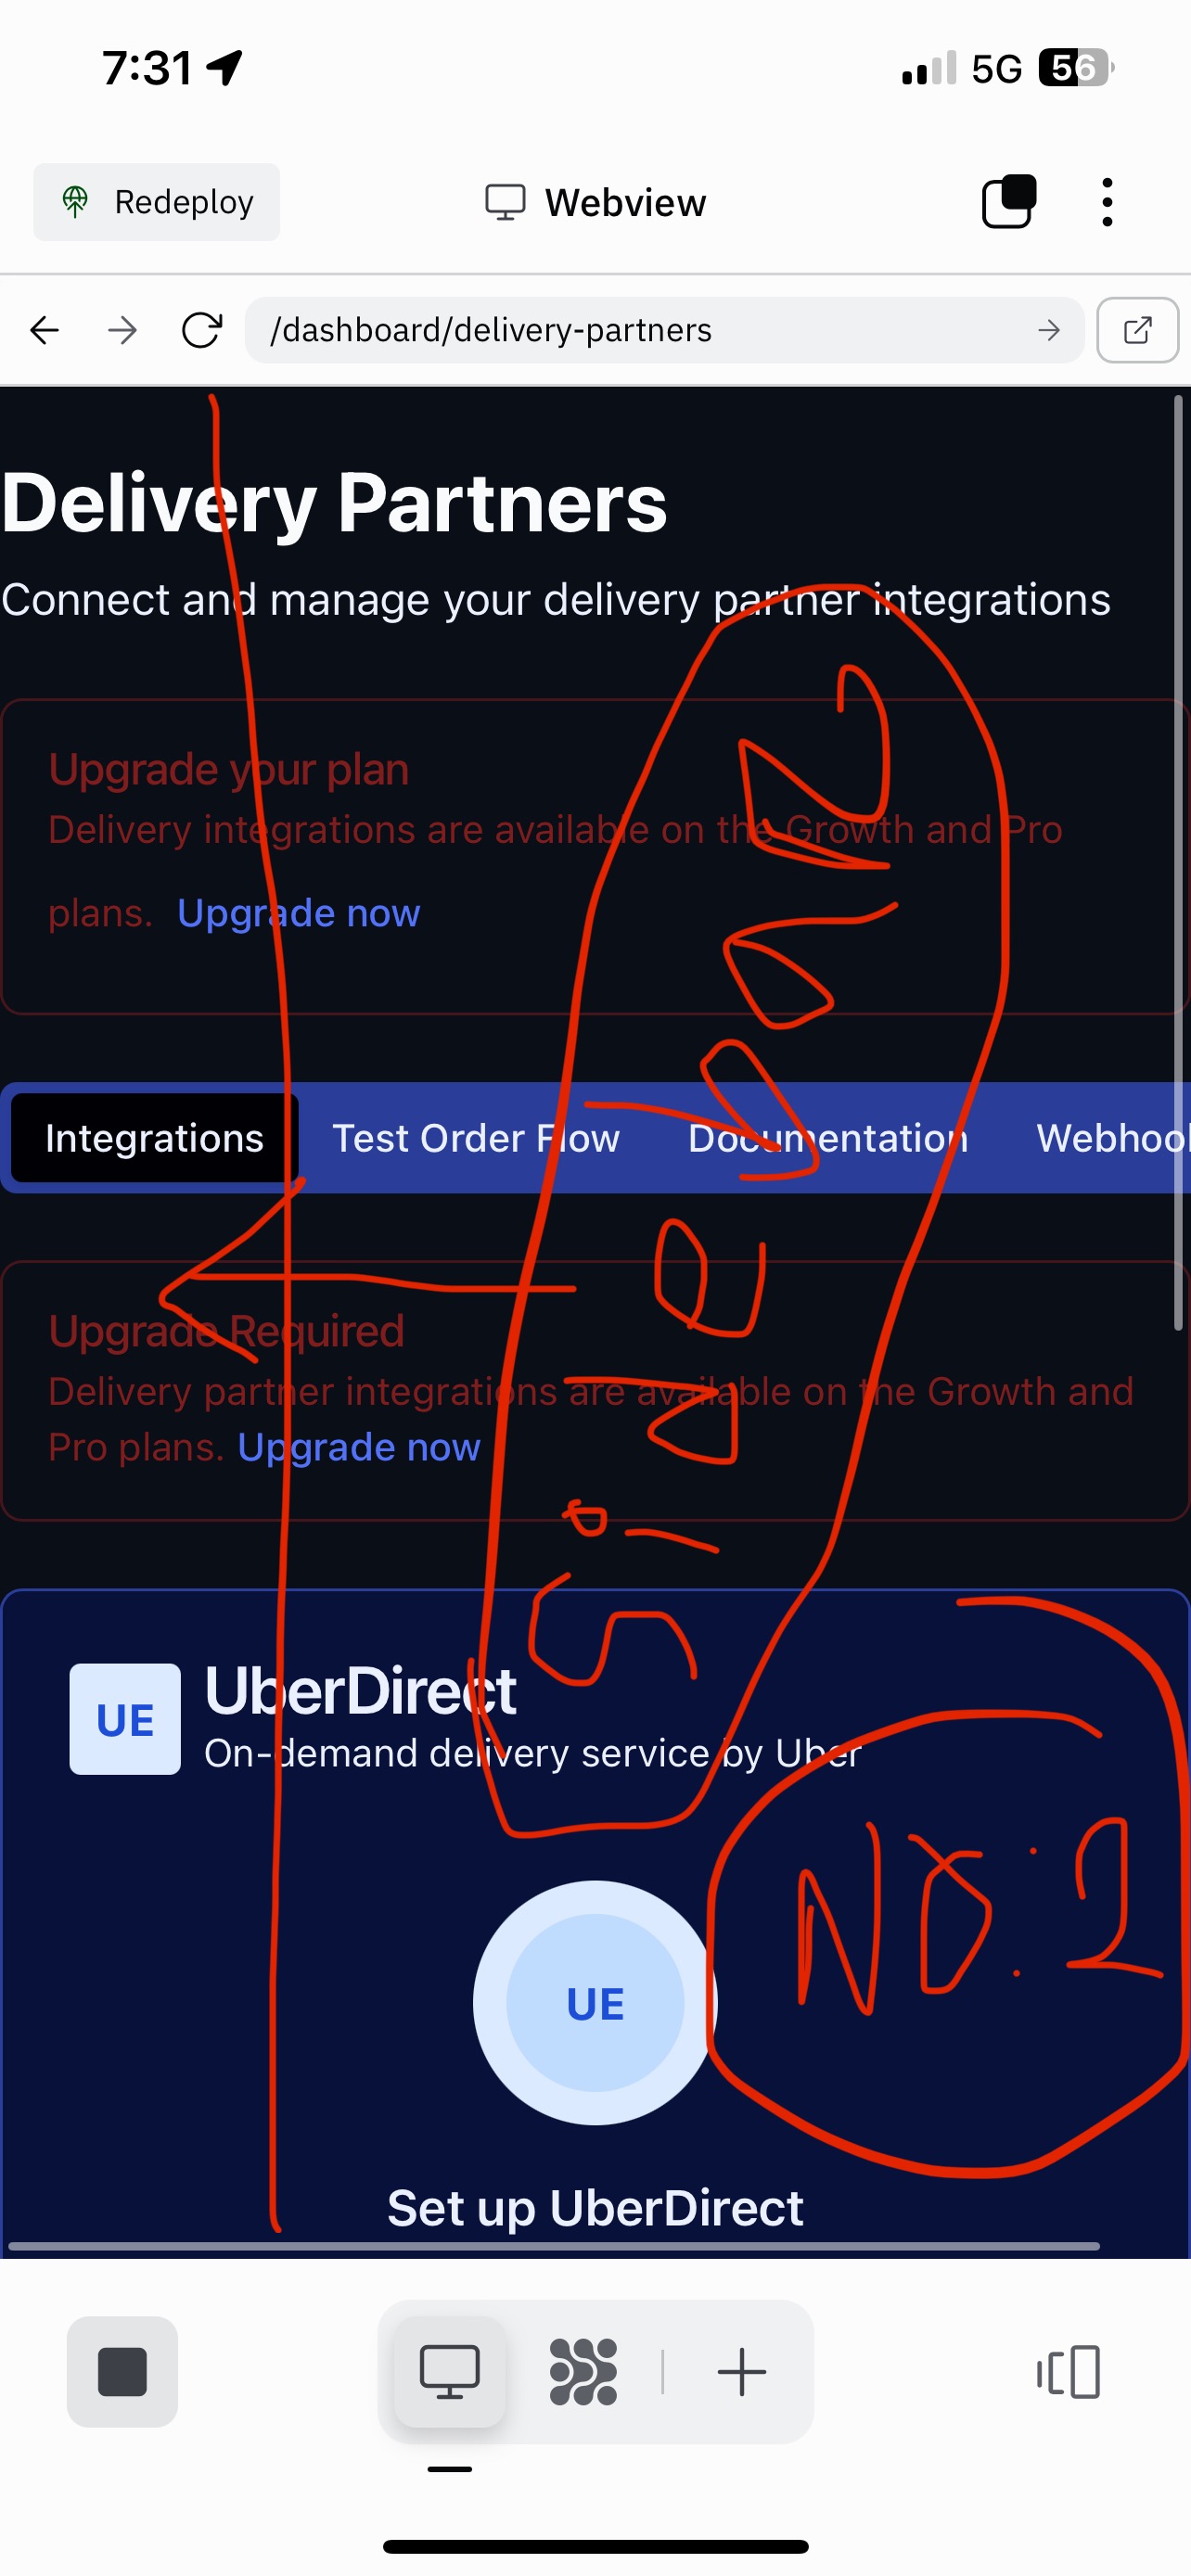 7:31
5G
56
Redeploy
Webview
/dashboard/delivery-partners
Delivery Partners
Connect and manage your delivery partner integrations
Upgrade your plan
Delivery integrations are available on the Growth and Pro
plans. Upgrade now
Integrations
Test Order Flow
Documentation
Webhool
Upgrade Required
Delivery partner integrations are available on the Growth and
Pro plans. Upgrade now
UE
UberDirect
On-demand delivery service by Uber
UE
NO:2
Set up UberDirect